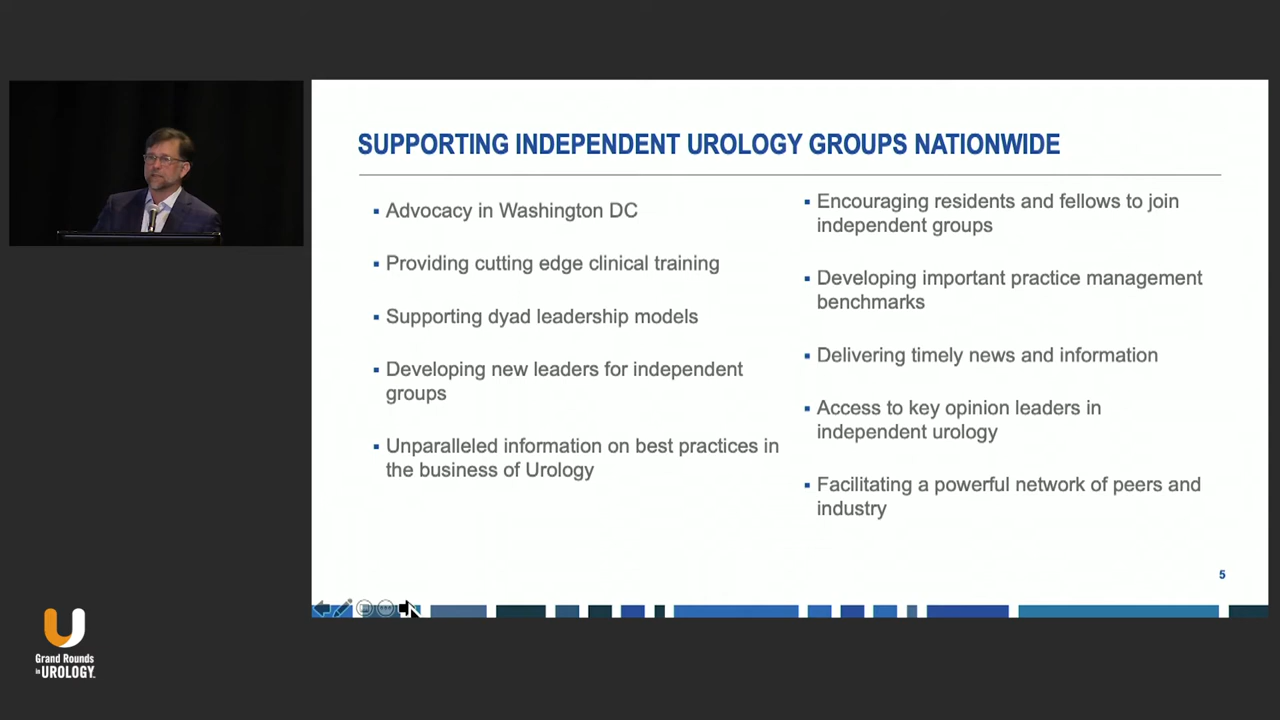 SUPPORTING INDEPENDENT UROLOGY GROUPS NATIONWIDE
▪ Advocacy in Washington DC
▪ Providing cutting edge clinical training
▪ Supporting dyad leadership models
▪ Developing new leaders for independent
groups
▪ Unparalleled information on best practices in
the business of Urology
▪ Encouraging residents and fellows to join
independent groups
▪ Developing important practice management
benchmarks
▪ Delivering timely news and information
▪ Access to key opinion leaders in
independent urology
▪ Facilitating a powerful network of peers and
industry
5
Grand Rounds
in UROLOGY